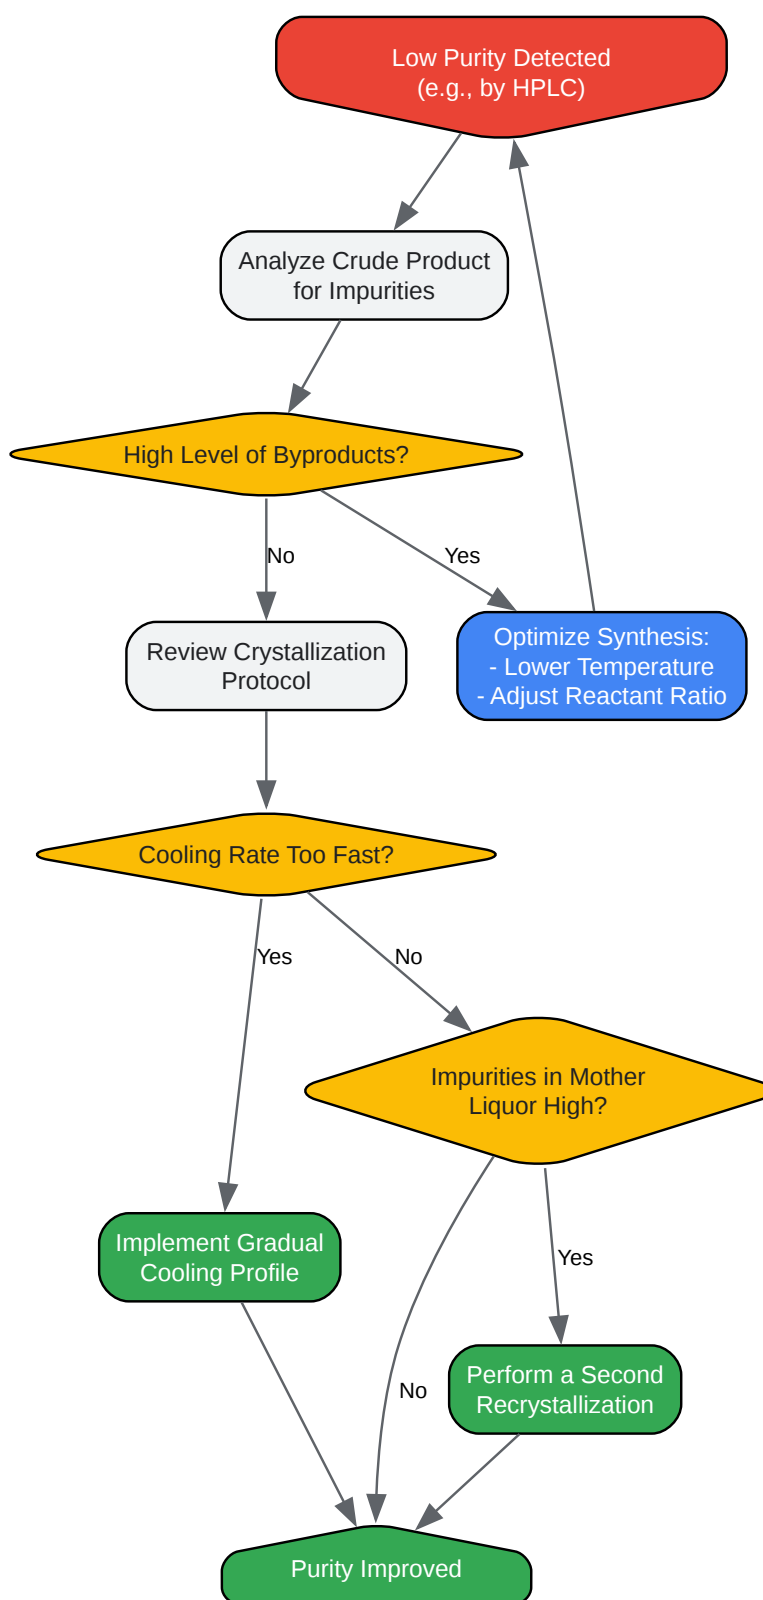 Low Purity Detected
(e.g., by HPLC)
Analyze Crude Product
for Impurities
High Level of Byproducts?
No
Yes
Review Crystallization
Protocol
Optimize Synthesis:
- Lower Temperature
- Adjust Reactant Ratio
Cooling Rate Too Fast?
Yes
No
Impurities in Mother
Liquor High?
Implement Gradual
Cooling Profile
Yes
Perform a Second
Recrystallization
No
Purity Improved